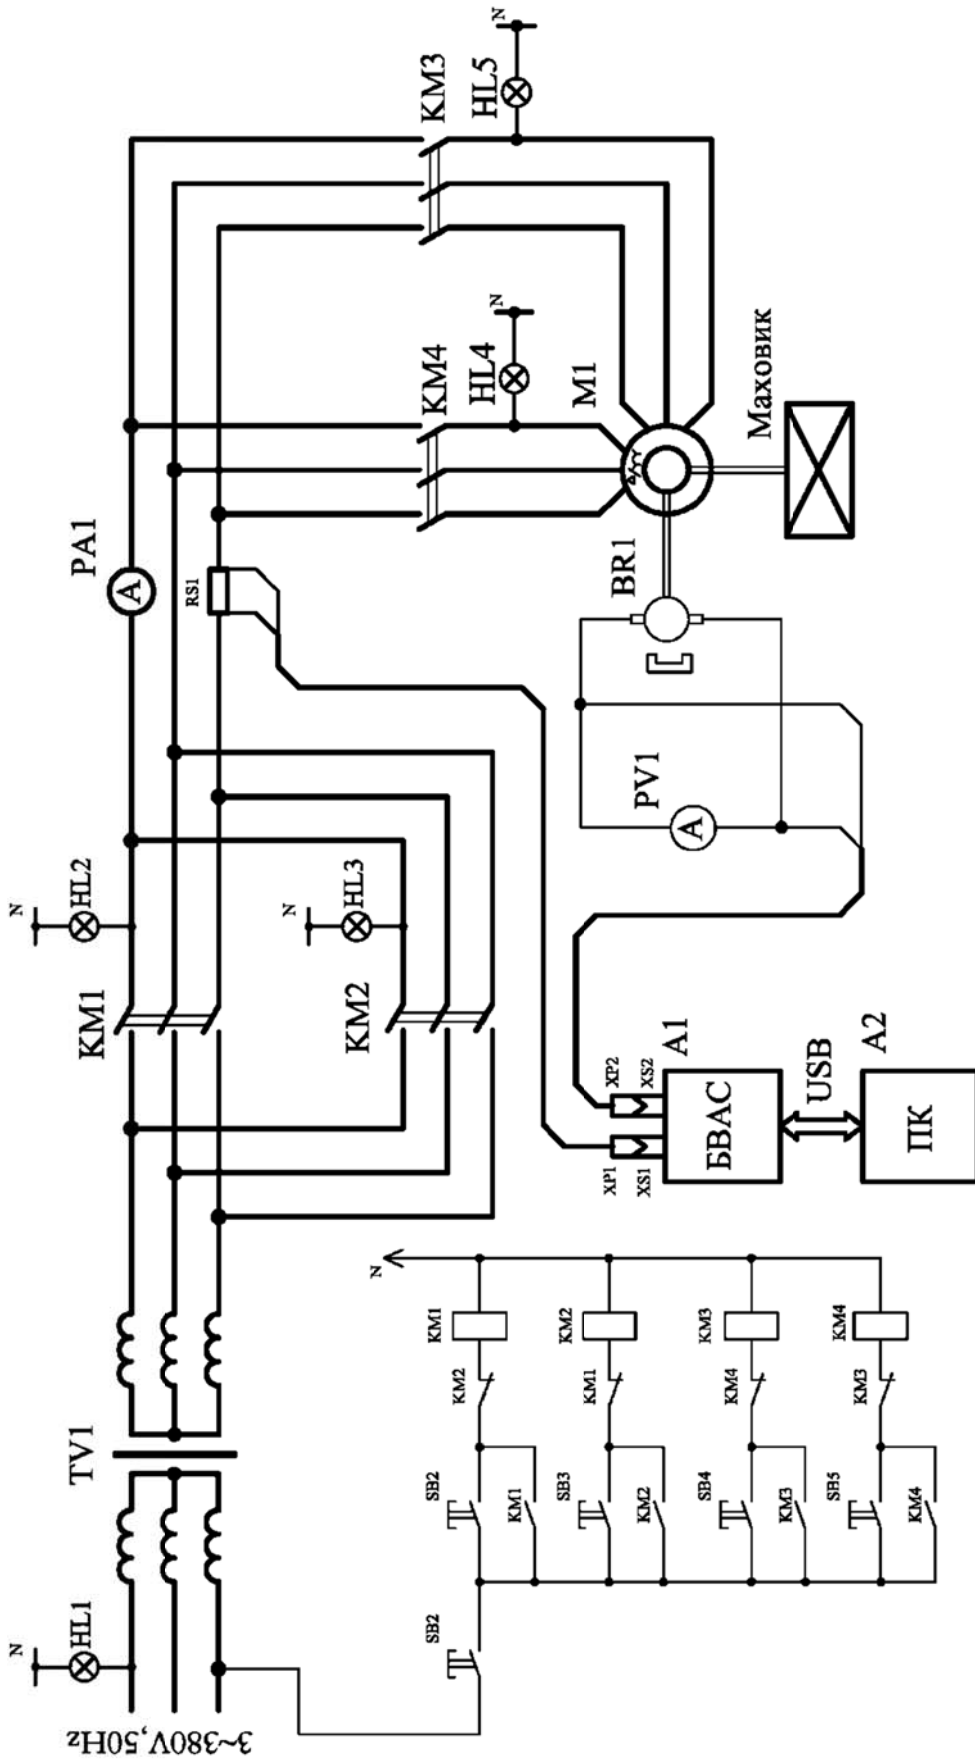 3~380V,50Hz
N
HL1
TV1
KM1
N
HL2
KM2
N
HL3
PA1
A
RS1
KM4
HL4
N
KM3
HL5
N
M1
BR1
Маховик
PV1
A
XP1
XS1
XP2
XS2
A1
БВАС
USB
A2
ПК
N
SB2
SB2
KM1
KM2
KM1
SB3
KM2
KM1
KM2
SB4
KM3
KM4
KM3
SB5
KM4
KM3
KM4